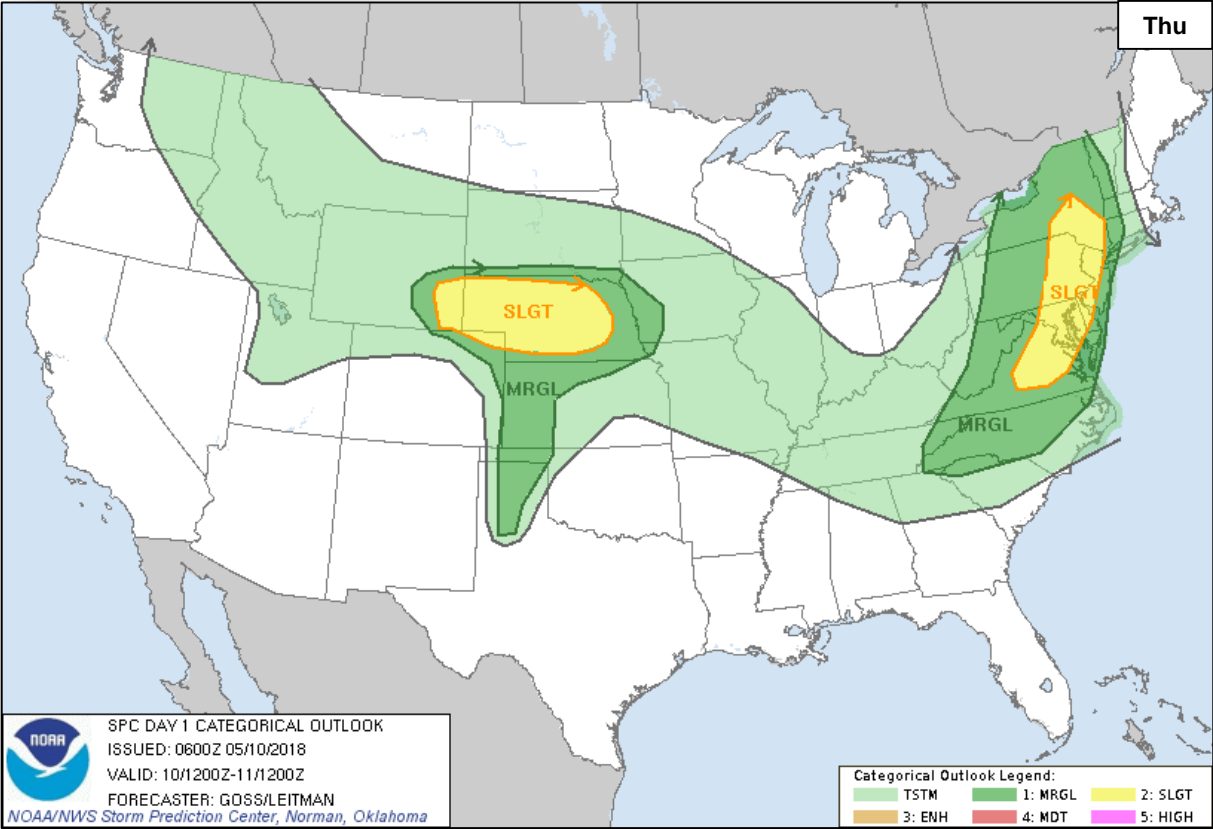 Thu
SLGT
SLGT
MRGL
MRGL
NOAA
SPC DAY 1 CATEGORICAL OUTLOOK
ISSUED: 0600Z 05/10/2018
VALID: 10/1200Z-11/1200Z
FORECASTER: GOSS/LEITMAN
NOAA/NWS Storm Prediction Center, Norman, Oklahoma
Categorical Outlook Legend:
TSTM 1: MRGL 2: SLGT
3: ENH 4: MDT 5: HIGH